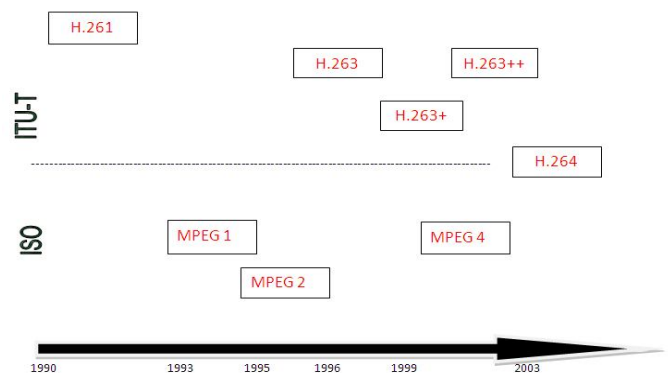 H.261
H.263
H.263++
H.263+
ITU-T
H.264
MPEG 1
MPEG 4
ISO
MPEG 2
1990 1993 1995 1996 1999 2003